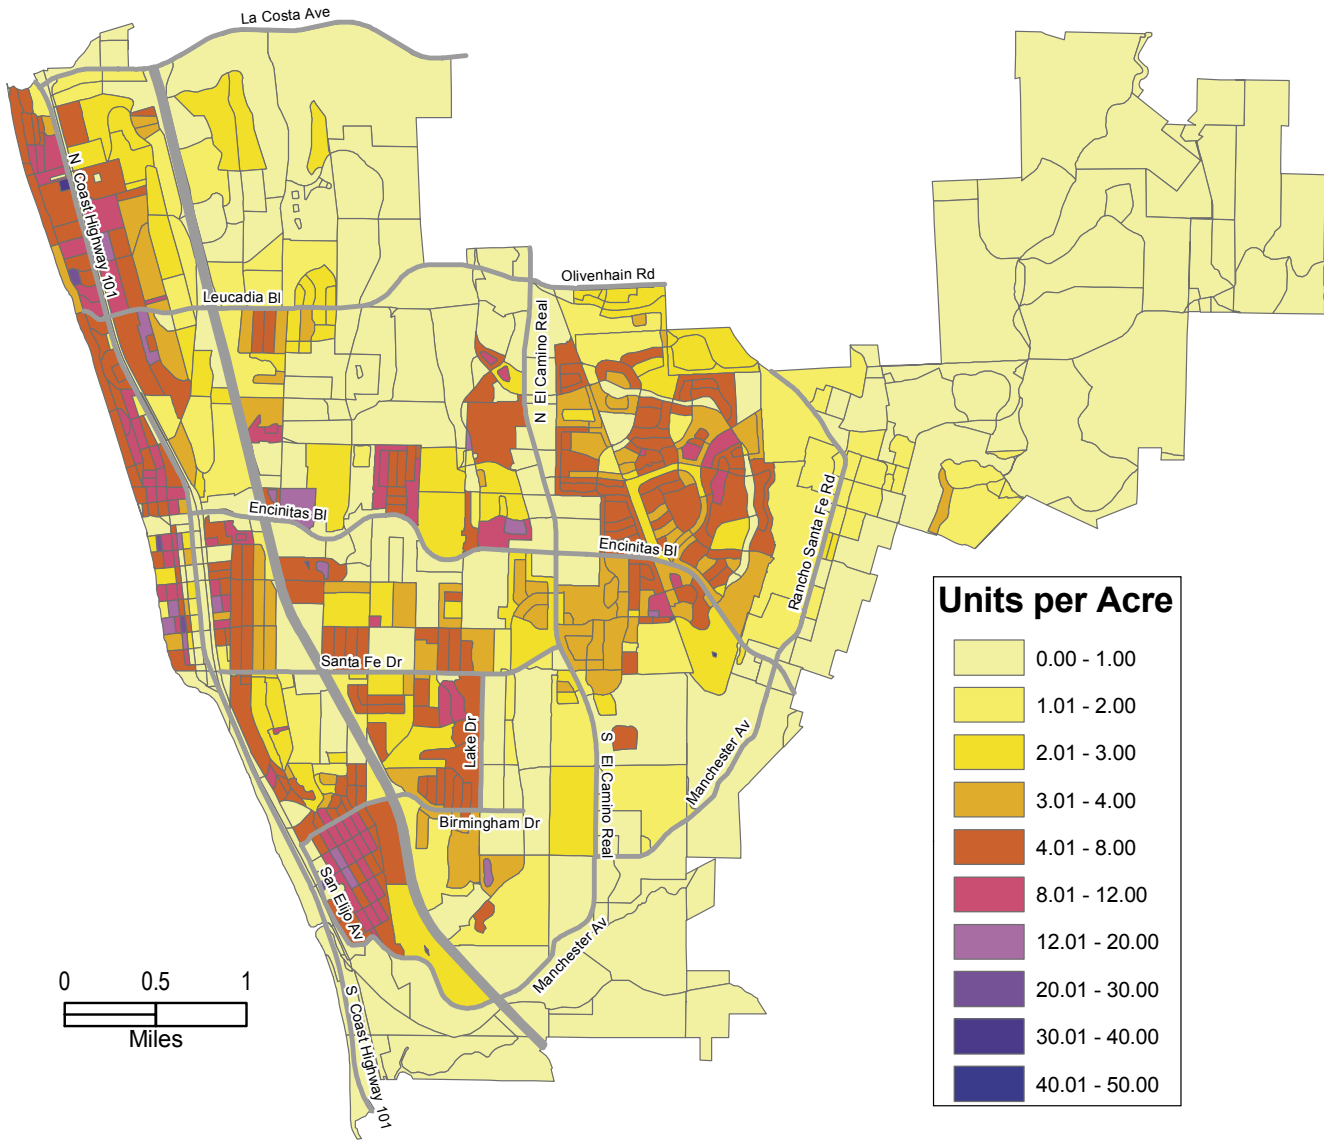 La Costa Ave
N Coast Highway 101
Olivenhain Rd
Leucadia Bl
N El Camino Real
Rancho Santa Fe Rd
Encinitas Bl
Encinitas Bl
Santa Fe Dr
Lake Dr
S El Camino Real
Manchester Av
Birmingham Dr
San Elijo Av
Manchester Av
S Coast Highway 101
0 0.5 1
Miles
Units per Acre
0.00 - 1.00
1.01 - 2.00
2.01 - 3.00
3.01 - 4.00
4.01 - 8.00
8.01 - 12.00
12.01 - 20.00
20.01 - 30.00
30.01 - 40.00
40.01 - 50.00